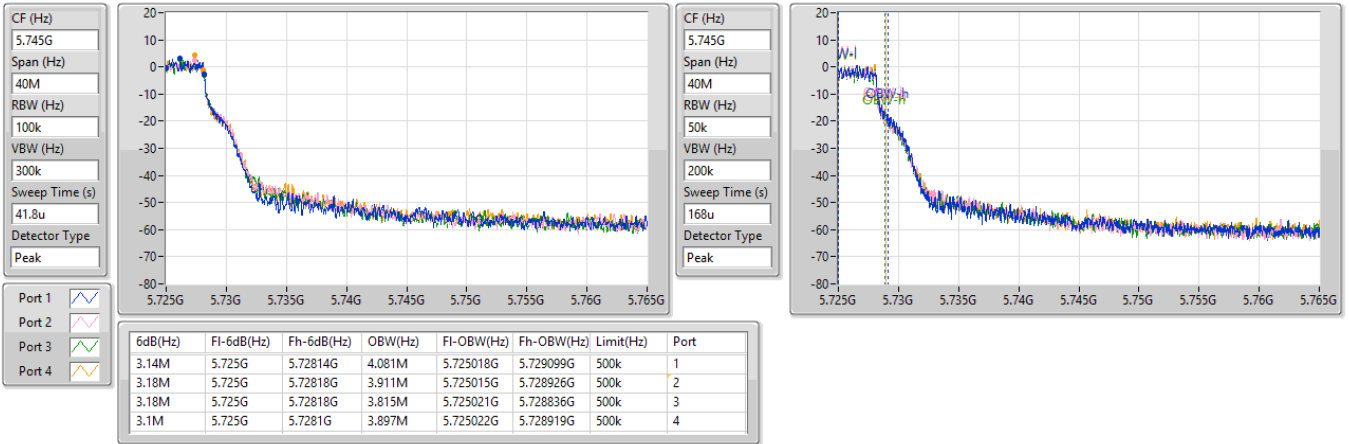 CF (Hz)
5.745G
Span (Hz)
40M
RBW (Hz)
100k
VBW (Hz)
300k
Sweep Time (s)
41.8u
Detector Type
Peak
20
10
0
-10
-20
-30
-40
-50
-60
-70
-80
5.725G 5.73G 5.735G 5.74G 5.745G 5.75G 5.755G 5.76G 5.765G
CF (Hz)
5.745G
Span (Hz)
40M
RBW (Hz)
50k
VBW (Hz)
200k
Sweep Time (s)
168u
Detector Type
Peak
20
10
0
-10
-20
-30
-40
-50
-60
-70
-80
W-l
OBW-h
OBW-h
5.725G 5.73G 5.735G 5.74G 5.745G 5.75G 5.755G 5.76G 5.765G
Port 1
Port 2
Port 3
Port 4
6dB(Hz) Fl-6dB(Hz) Fh-6dB(Hz) OBW(Hz) Fl-OBW(Hz) Fh-OBW(Hz) Limit(Hz) Port
3.14M 5.725G 5.72814G 4.081M 5.725018G 5.729099G 500k 1
3.18M 5.725G 5.72818G 3.911M 5.725015G 5.728926G 500k 2
3.18M 5.725G 5.72818G 3.815M 5.725021G 5.728836G 500k 3
3.1M 5.725G 5.7281G 3.897M 5.725022G 5.728919G 500k 4